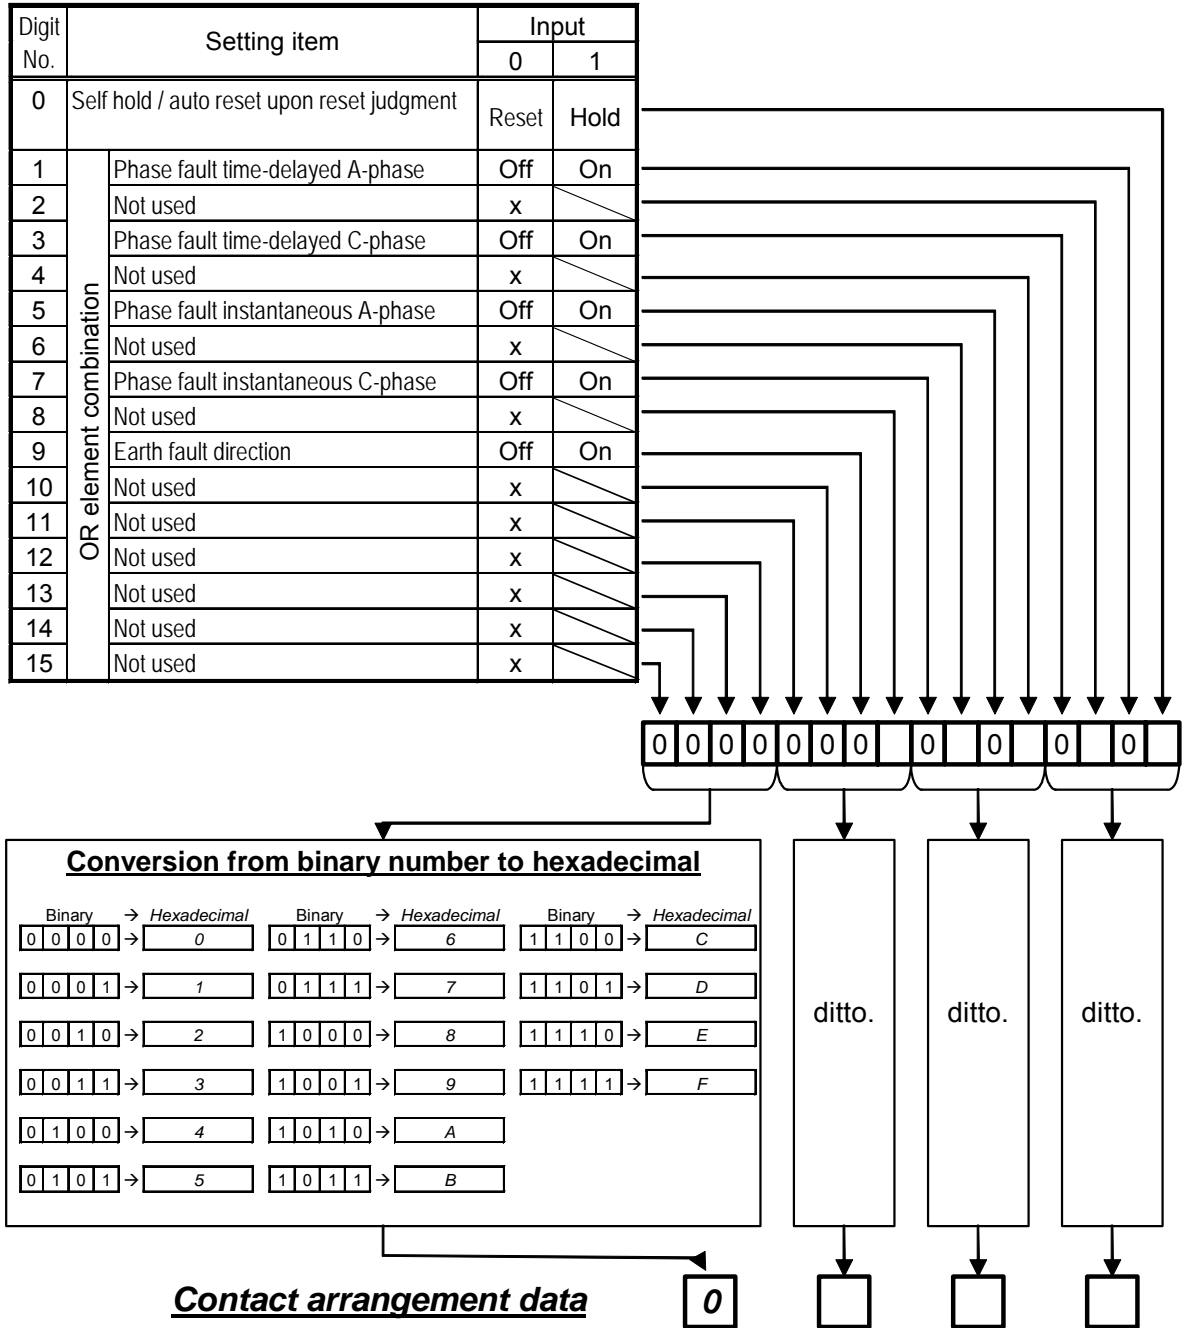 Digit No. Setting item Input
0 1
0 Self hold / auto reset upon reset judgment Reset Hold
OR element combination
1 Phase fault time-delayed A-phase Off On
2 Not used x
3 Phase fault time-delayed C-phase Off On
4 Not used x
5 Phase fault instantaneous A-phase Off On
6 Not used x
7 Phase fault instantaneous C-phase Off On
8 Not used x
9 Earth fault direction Off On
10 Not used x
11 Not used x
12 Not used x
13 Not used x
14 Not used x
15 Not used x
0 0 0 0 0 0 0 0 0 0 0
Conversion from binary number to hexadecimal
Binary → Hexadecimal Binary → Hexadecimal Binary → Hexadecimal
0 0 0 0 → 0 0 1 1 0 → 6 1 1 0 0 → C
0 0 0 1 → 1 0 1 1 1 → 7 1 1 0 1 → D
0 0 1 0 → 2 1 0 0 0 → 8 1 1 1 0 → E
0 0 1 1 → 3 1 0 0 1 → 9 1 1 1 1 → F
0 1 0 0 → 4 1 0 1 0 → A
0 1 0 1 → 5 1 0 1 1 → B
ditto. ditto. ditto.
Contact arrangement data 0